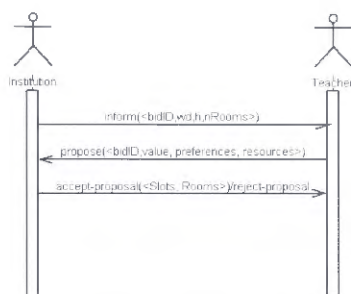 Institution
Teacher
inform(<bidID,wd,h,nRooms>)
propose(<bidID,value, preferences, resources>)
accept-proposal(<Slots, Rooms>)/reject-proposal